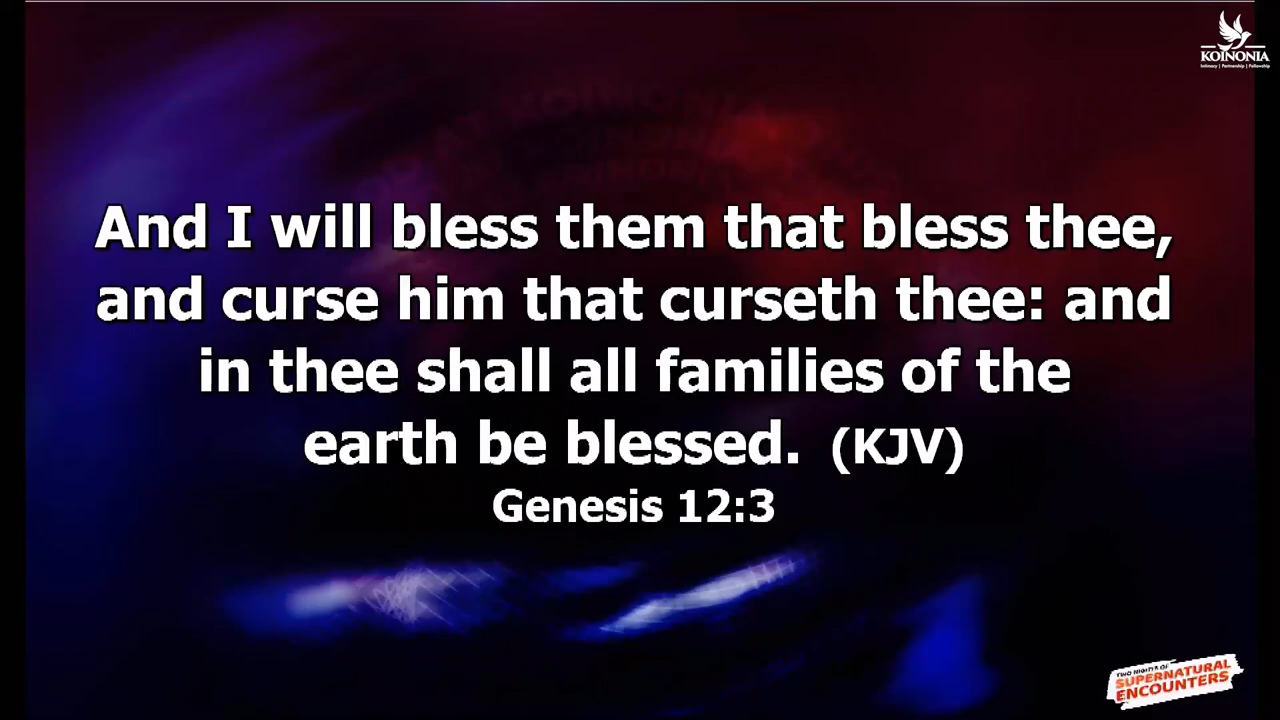 KOINONIA
Intimacy | Partnership | Fellowship
And I will bless them that bless thee,
and curse him that curseth thee: and
in thee shall all families of the
earth be blessed. (KJV)
Genesis 12:3
TWO NIGHTS OF
SUPERNATURAL
ENCOUNTERS